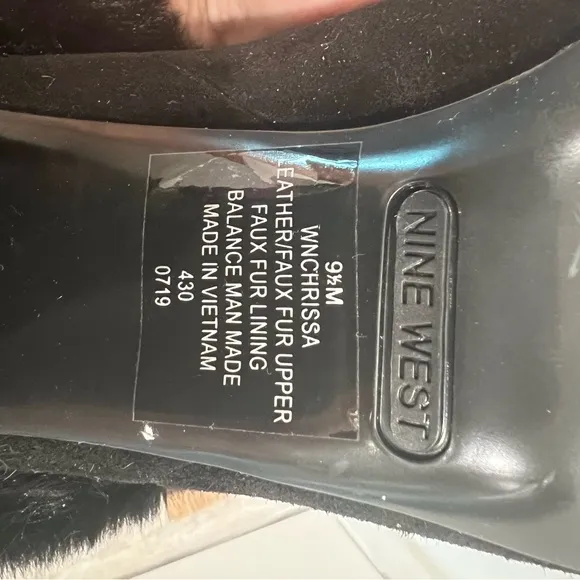 9½M
WNCHRISSA
LEATHER/FAUX FUR UPPER
FAUX FUR LINING
BALANCE MAN MADE
MADE IN VIETNAM
430
0719
NINE WEST